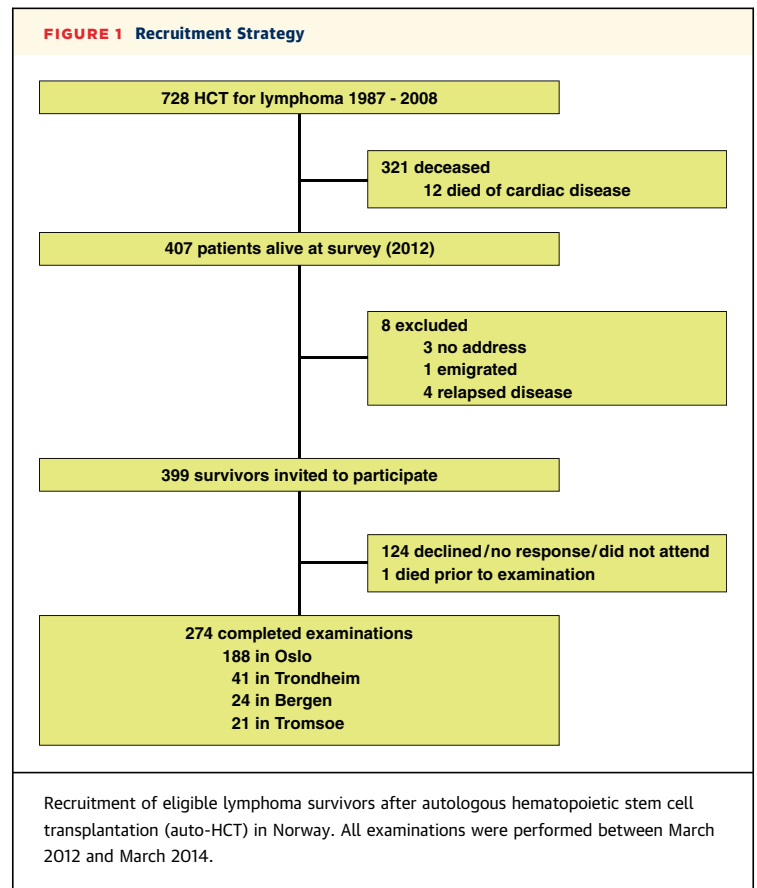 FIGURE 1 Recruitment Strategy
728 HCT for lymphoma 1987 - 2008
321 deceased
12 died of cardiac disease
407 patients alive at survey (2012)
8 excluded
3 no address
1 emigrated
4 relapsed disease
399 survivors invited to participate
124 declined/no response/did not attend
1 died prior to examination
274 completed examinations
188 in Oslo
41 in Trondheim
24 in Bergen
21 in Tromsoe
Recruitment of eligible lymphoma survivors after autologous hematopoietic stem cell
transplantation (auto-HCT) in Norway. All examinations were performed between March
2012 and March 2014.